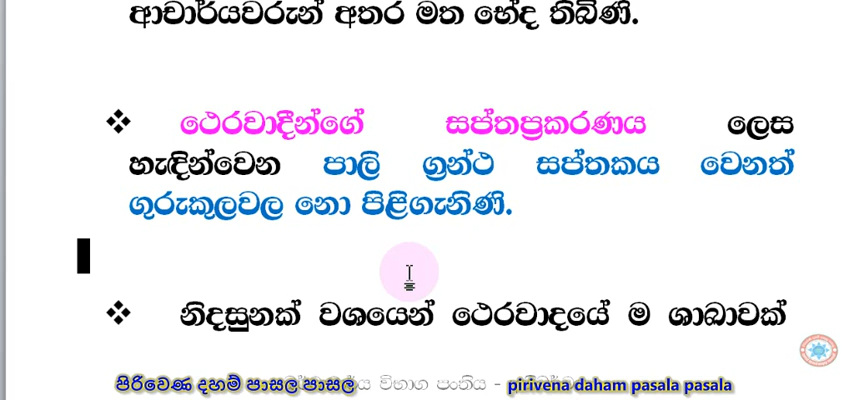 ආචාර්යවරුන් අතර මත භේද තිබිණි.
❖ ථෙරවාදීන්ගේ සප්තප්‍රකරණය ලෙස
හැඳින්වෙන පාලි ග්‍රන්ථ සප්තකය වෙනත්
ගුරුකුලවල නො පිළිගැනිණි.
❖ නිදසුනක් වශයෙන් ථෙරවාදයේ ම ශාඛාවක්
පිරිවෙණ දහම් පාසල පාසල් විභාග පංතිය - pirivena daham pasala pasala